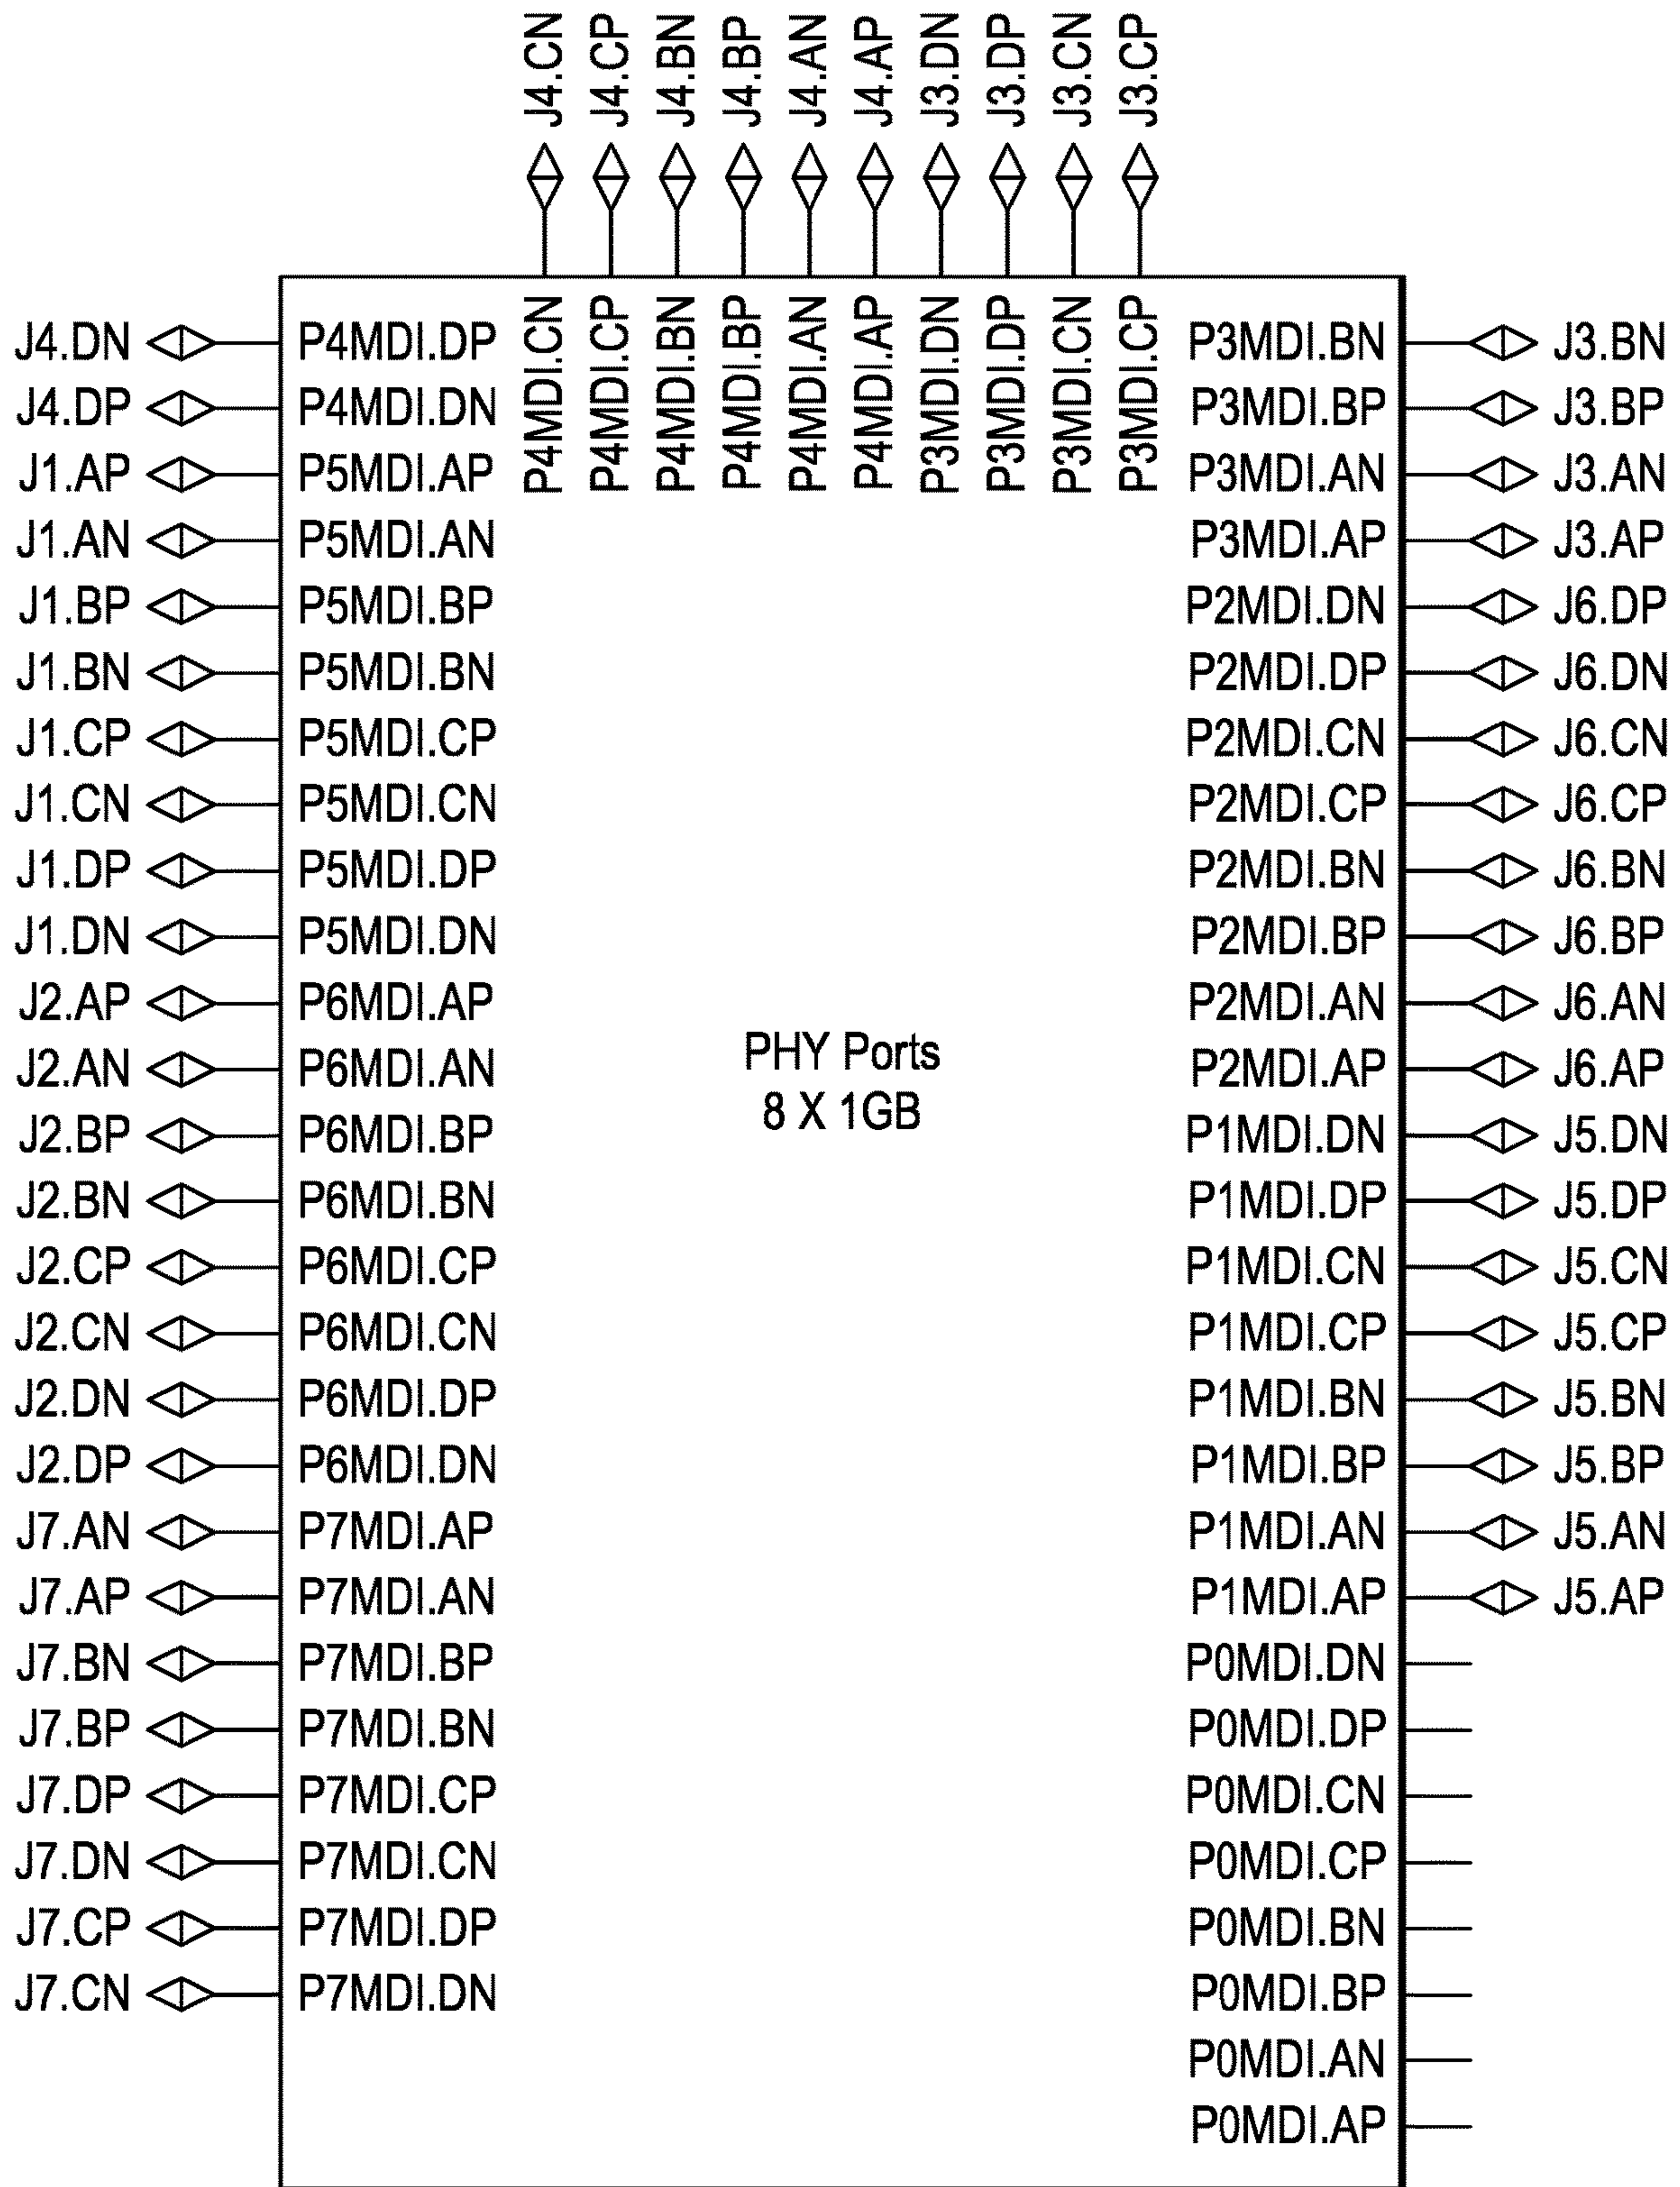 J4.CN J4.CP J4.BN J4.BP J4.AN J4.AP J3.DN J3.DP J3.CN J3.CP
P4MDI.CN P4MDI.CP P4MDI.BN P4MDI.BP P4MDI.AN P4MDI.AP P3MDI.DN P3MDI.DP P3MDI.CN P3MDI.CP
J4.DN P4MDI.DP P3MDI.BN J3.BN
J4.DP P4MDI.DN P3MDI.BP J3.BP
J1.AP P5MDI.AP P3MDI.AN J3.AN
J1.AN P5MDI.AN P3MDI.AP J3.AP
J1.BP P5MDI.BP P2MDI.DN J6.DP
J1.BN P5MDI.BN P2MDI.DP J6.DN
J1.CP P5MDI.CP P2MDI.CN J6.CN
J1.CN P5MDI.CN P2MDI.CP J6.CP
J1.DP P5MDI.DP P2MDI.BN J6.BN
J1.DN P5MDI.DN P2MDI.BP J6.BP
J2.AP P6MDI.AP P2MDI.AN J6.AN
PHY Ports
J2.AN P6MDI.AN P2MDI.AP J6.AP
8 X 1GB
J2.BP P6MDI.BP P1MDI.DN J5.DN
J2.BN P6MDI.BN P1MDI.DP J5.DP
J2.CP P6MDI.CP P1MDI.CN J5.CN
J2.CN P6MDI.CN P1MDI.CP J5.CP
J2.DN P6MDI.DP P1MDI.BN J5.BN
J2.DP P6MDI.DN P1MDI.BP J5.BP
J7.AN P7MDI.AP P1MDI.AN J5.AN
J7.AP P7MDI.AN P1MDI.AP J5.AP
J7.BN P7MDI.BP P0MDI.DN
J7.BP P7MDI.BN P0MDI.DP
J7.DP P7MDI.CP P0MDI.CN
J7.DN P7MDI.CN P0MDI.CP
J7.CP P7MDI.DP P0MDI.BN
J7.CN P7MDI.DN P0MDI.BP
P0MDI.AN
P0MDI.AP